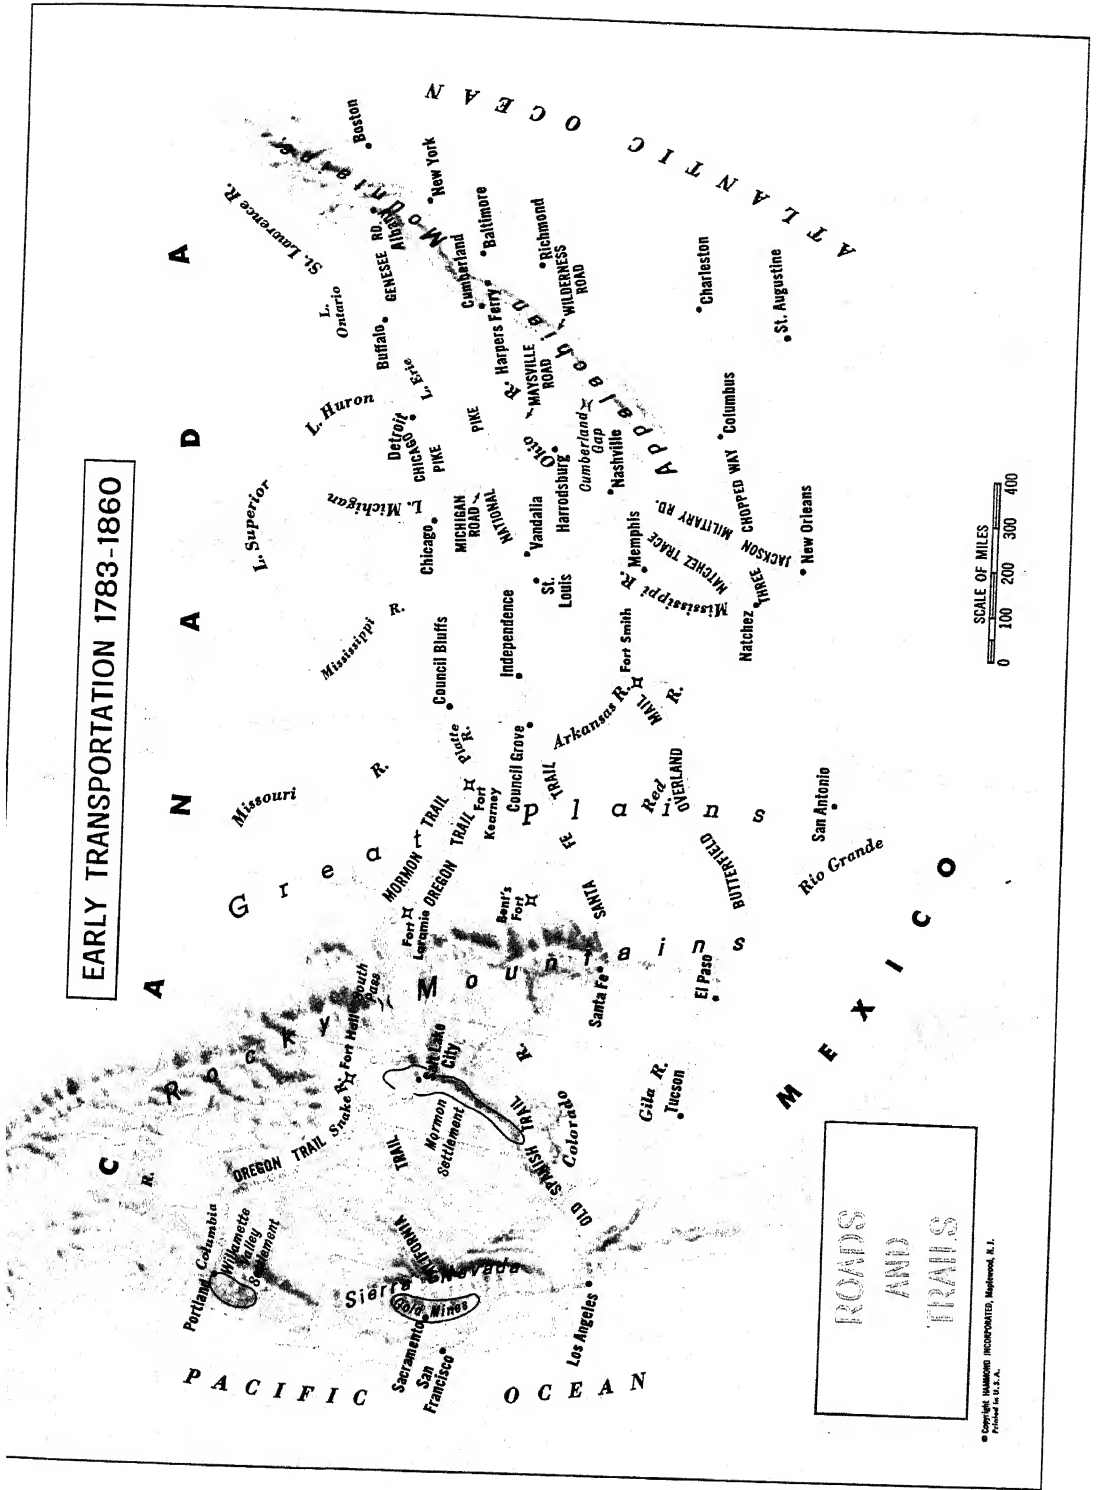 EARLY TRANSPORTATION 1783-1860
C A N A D A
PACIFIC OCEAN
ATLANTIC OCEAN
MEXICO
Rocky Mountains
Great Plains
Appalachian Mountains
Sierra Nevada
Portland
Columbia
R.
Willamette
Valley
Settlement
OREGON TRAIL
Snake R.
Fort Hall
South
Pass
Sacramento
San
Francisco
Gold Mines
CALIFORNIA
TRAIL
Salt Lake
City
Mormon
Settlement
Los Angeles
OLD SPANISH TRAIL
Colorado
R.
Gila R.
Tucson
Santa Fe
El Paso
Missouri
R.
Fort
Laramie
MORMON TRAIL
OREGON TRAIL
Fort
Kearney
Platte
R.
Bent's
Fort
SANTA FE TRAIL
Council Grove
Council Bluffs
Independence
Arkansas R.
Fort Smith
Red
R.
BUTTERFIELD OVERLAND MAIL
San Antonio
Rio Grande
Mississippi
R.
L. Superior
L. Michigan
L. Huron
L. Erie
L.
Ontario
St. Lawrence R.
Chicago
Detroit
CHICAGO
PIKE
MICHIGAN
ROAD
NATIONAL
PIKE
Vandalia
St.
Louis
Harrodsburg
Ohio
R.
MAYSVILLE
ROAD
Cumberland
Gap
Nashville
Memphis
Mississippi R.
NATCHEZ TRACE
JACKSON MILITARY RD.
Natchez
THREE CHOPPED WAY
Columbus
New Orleans
Buffalo
GENESEE RD.
Albany
Boston
New York
Cumberland
Baltimore
Harpers Ferry
Richmond
WILDERNESS
ROAD
Charleston
St. Augustine
SCALE OF MILES
0 100 200 300 400
ROADS
AND
TRAILS
© Copyright HAMMOND INCORPORATED, Maplewood, N.J.
Printed in U.S.A.